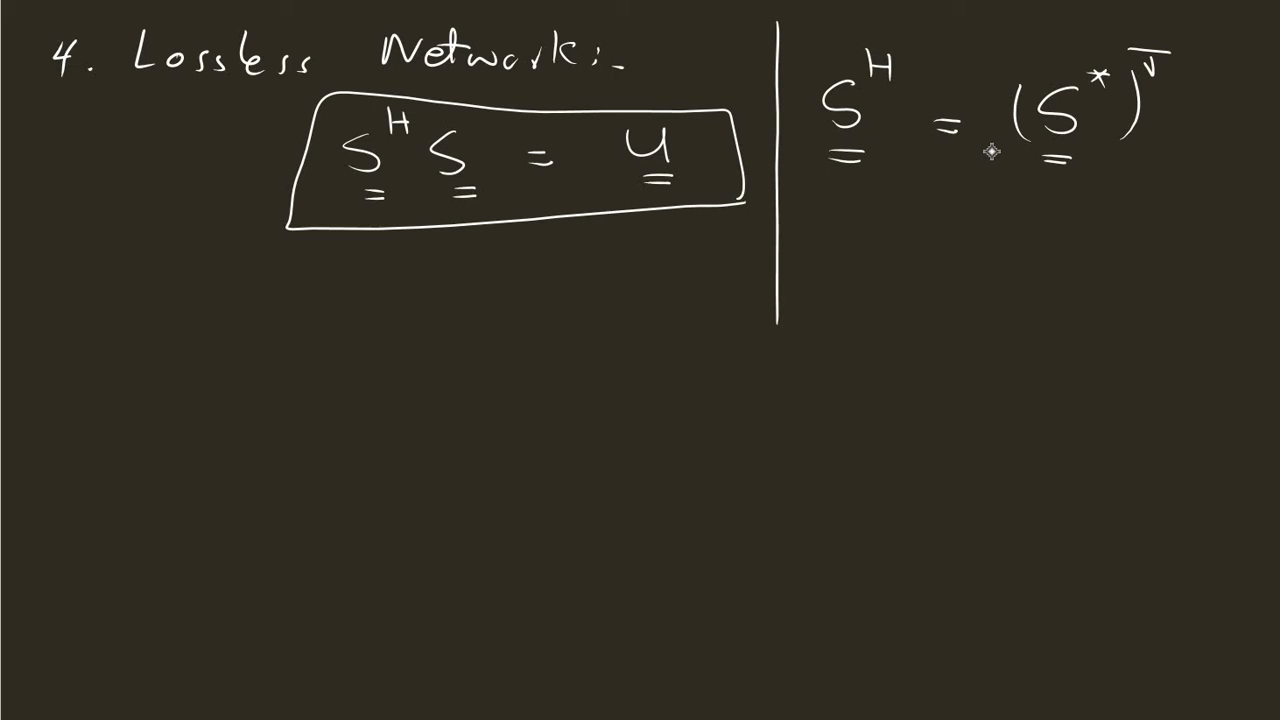 4. Lossless Network:-
S^H S = U
S^H = (S^*)^T